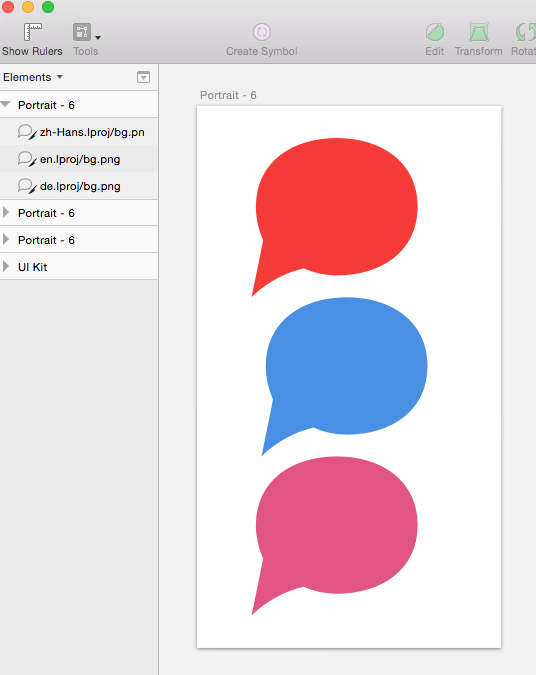 Show Rulers
Tools
Create Symbol
Edit
Transform
Rotat
Elements
Portrait - 6
zh-Hans.lproj/bg.pn
en.lproj/bg.png
de.lproj/bg.png
Portrait - 6
Portrait - 6
UI Kit
Portrait - 6